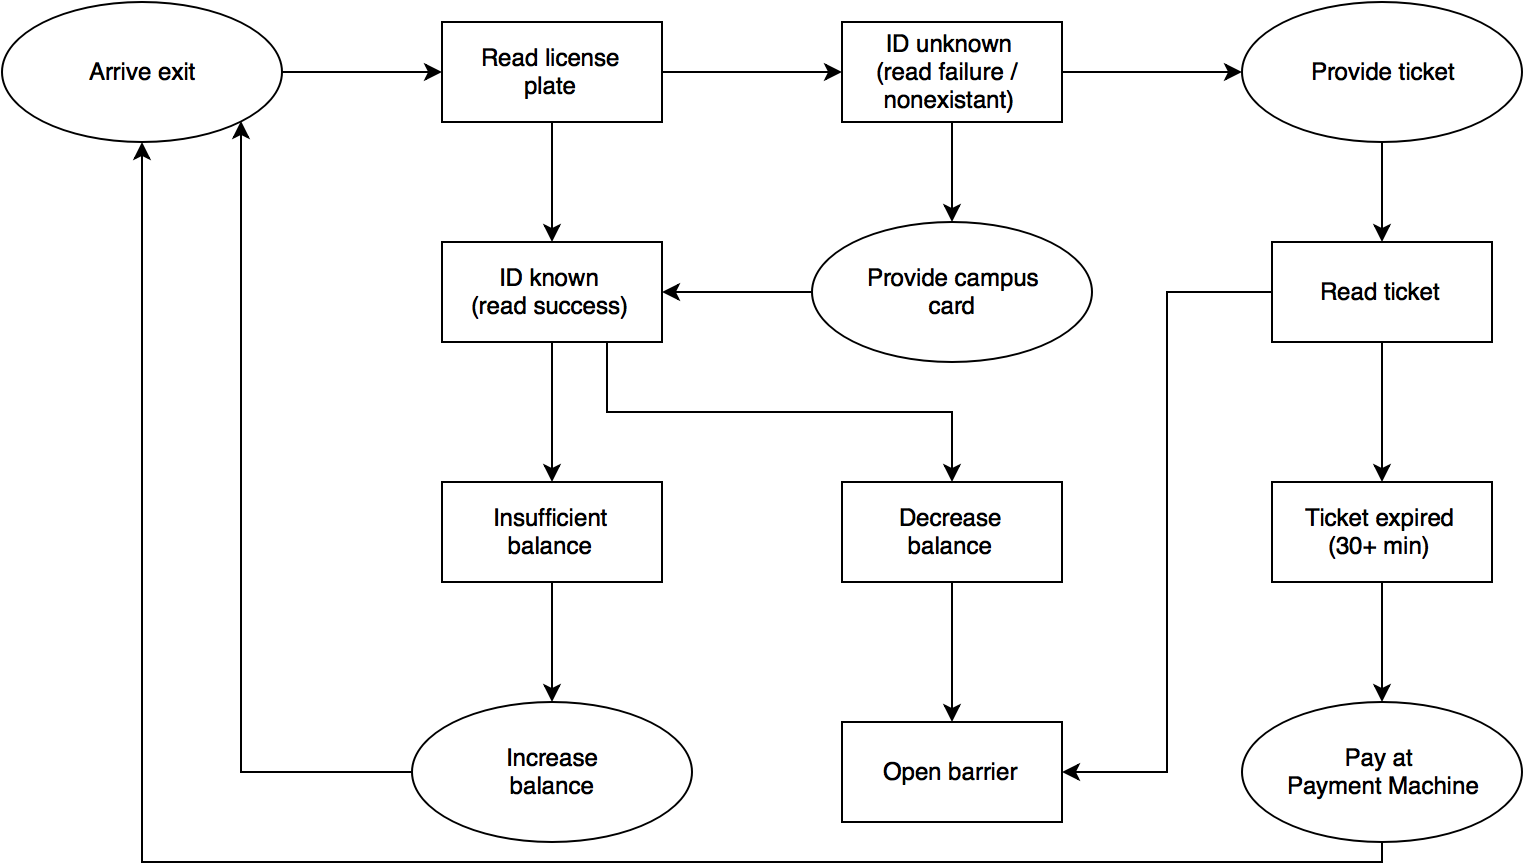 Arrive exit
Read license
plate
ID unknown
(read failure /
nonexistant)
Provide ticket
ID known
(read success)
Provide campus
card
Read ticket
Insufficient
balance
Decrease
balance
Ticket expired
(30+ min)
Increase
balance
Open barrier
Pay at
Payment Machine